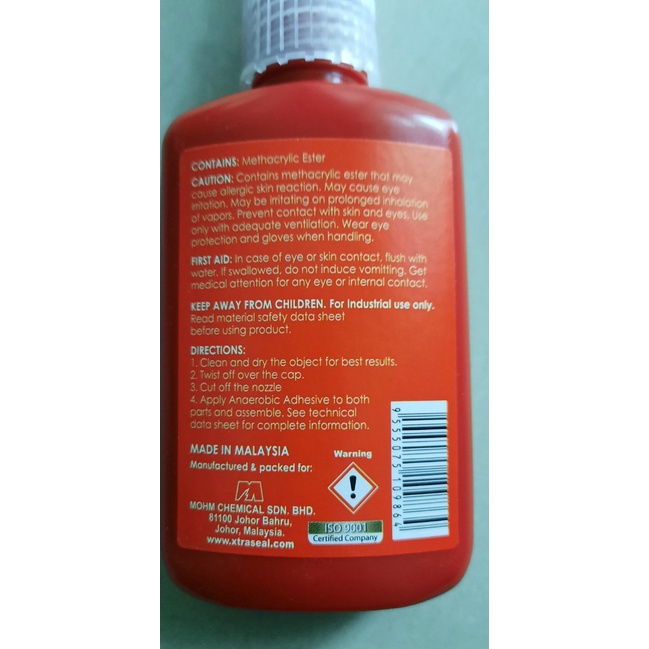 CONTAINS: Methacrylic Ester
CAUTION: Contains methacrylic ester that may
cause allergic skin reaction. May cause eye
irritation. May be irritating on prolonged inhalation
of vapors. Prevent contact with skin and eyes. Use
only with adequate ventilation. Wear eye
protection and gloves when handling.
FIRST AID: In case of eye or skin contact, flush with
water. If swallowed, do not induce vomitting. Get
medical attention for any eye or internal contact.
KEEP AWAY FROM CHILDREN. For Industrial use only.
Read material safety data sheet
before using product.
DIRECTIONS:
1. Clean and dry the object for best results.
2. Twist off over the cap.
3. Cut off the nozzle
4. Apply Anaerobic Adhesive to both
parts and assemble. See technical
data sheet for complete information.
MADE IN MALAYSIA
Manufactured & packed for:
MOHM CHEMICAL SDN. BHD.
81100 Johor Bahru,
Johor, Malaysia.
www.xtraseal.com
Warning
!
ISO 9001
Certified Company
9 555075 109864